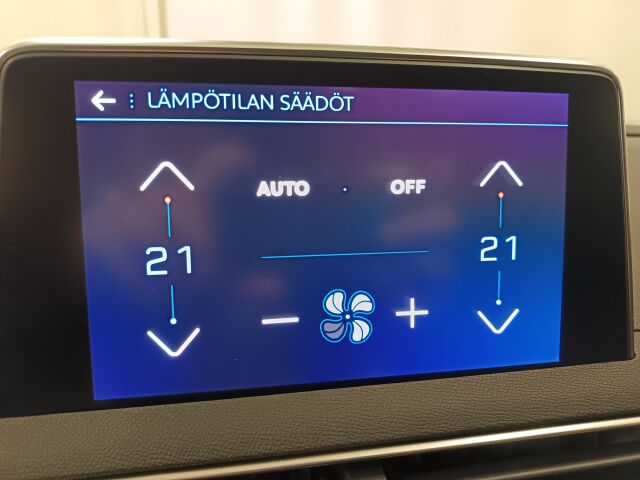 LÄMPÖTILAN SÄÄDÖT
AUTO OFF
21 21